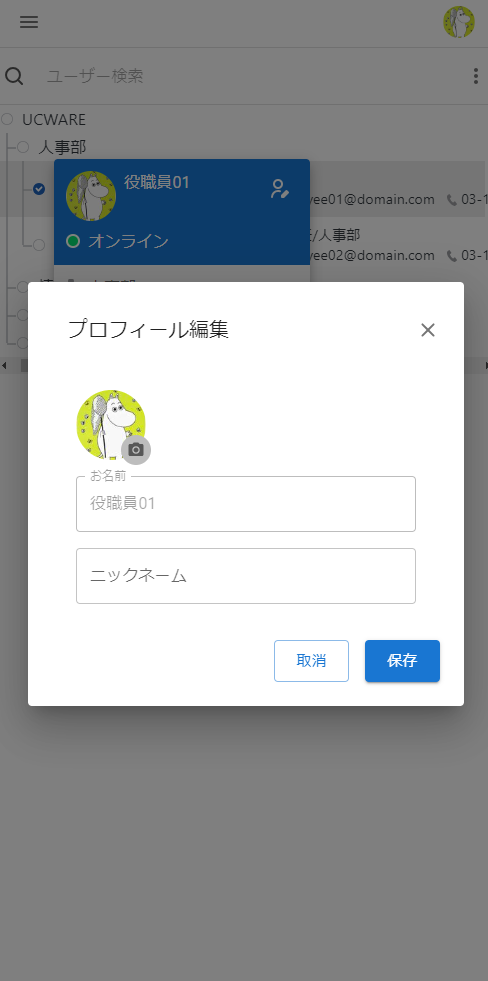 ユーザー検索
UCWARE
人事部
役職員01
yee01@domain.com 03-1
オンライン
/人事部
yee02@domain.com 03-1
プロフィール編集
お名前
役職員01
ニックネーム
取消
保存